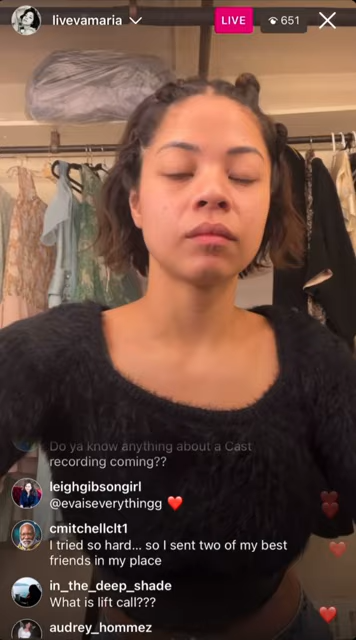 livevamaria
LIVE
651
Do ya know anything about a Cast
recording coming??
leighgibsongirl
@evaiseverythingg ❤️
cmitchellclt1
I tried so hard... so I sent two of my best
friends in my place
in_the_deep_shade
What is lift call???
audrey_hommez